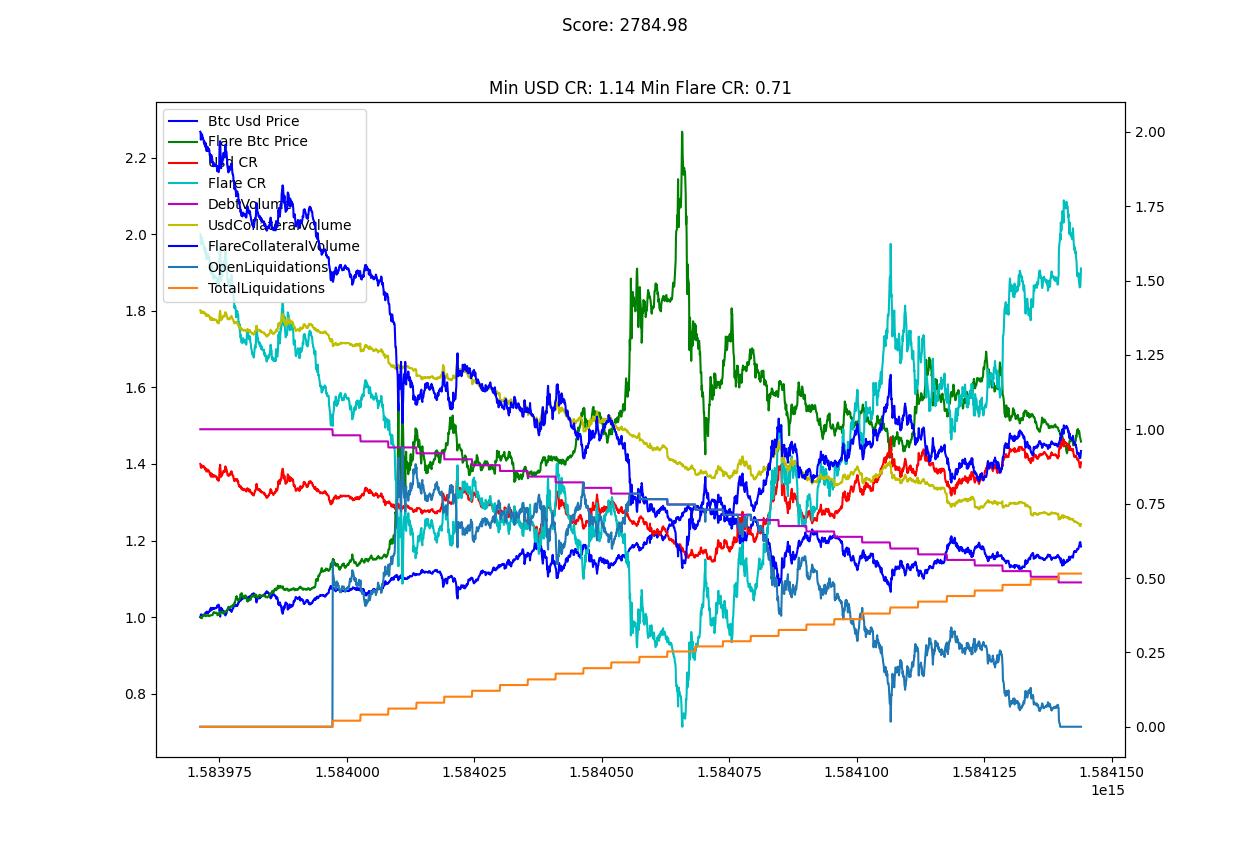 Score: 2784.98
Min USD CR: 1.14 Min Flare CR: 0.71
Btc Usd Price
Flare Btc Price
Usd CR
Flare CR
DebtVolume
UsdCollateralVolume
FlareCollateralVolume
OpenLiquidations
TotalLiquidations
2.2
2.0
1.8
1.6
1.4
1.2
1.0
0.8
2.00
1.75
1.50
1.25
1.00
0.75
0.50
0.25
0.00
1.583975 1.584000 1.584025 1.584050 1.584075 1.584100 1.584125 1.584150
1e15